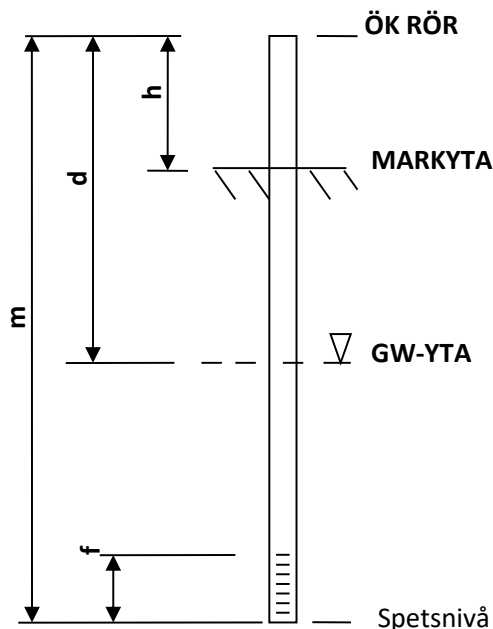 ÖK RÖR
h
MARKYTA
d
m
GW-YTA
f
Spetsnivå